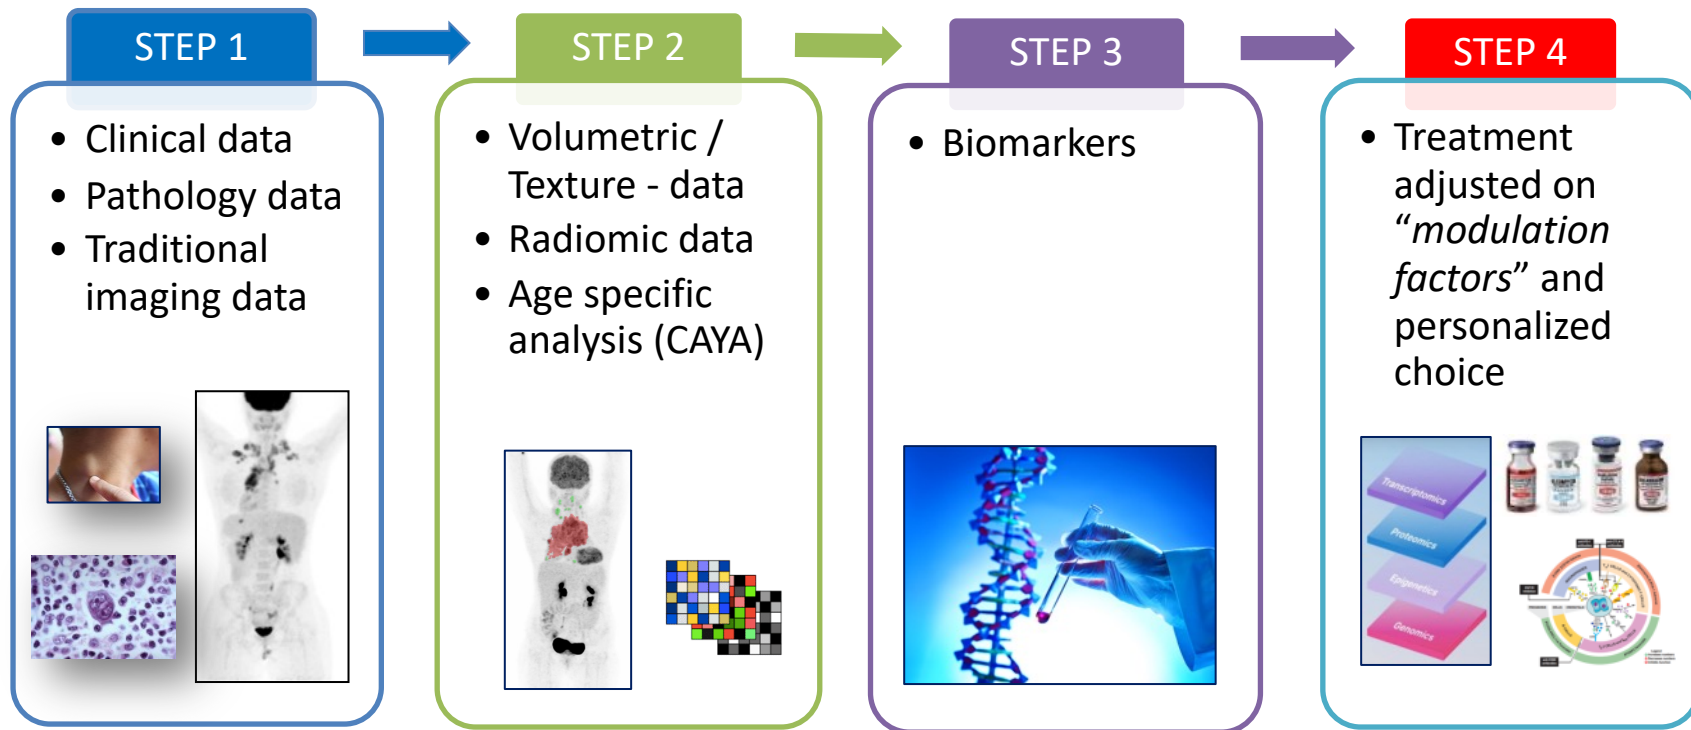 STEP 1
• Clinical data
• Pathology data
• Traditional
imaging data
STEP 2
• Volumetric /
Texture - data
• Radiomic data
• Age specific
analysis (CAYA)
STEP 3
• Biomarkers
STEP 4
• Treatment
adjusted on
“modulation
factors” and
personalized
choice
Transcriptomics
Proteomics
Epigenetics
Genomics